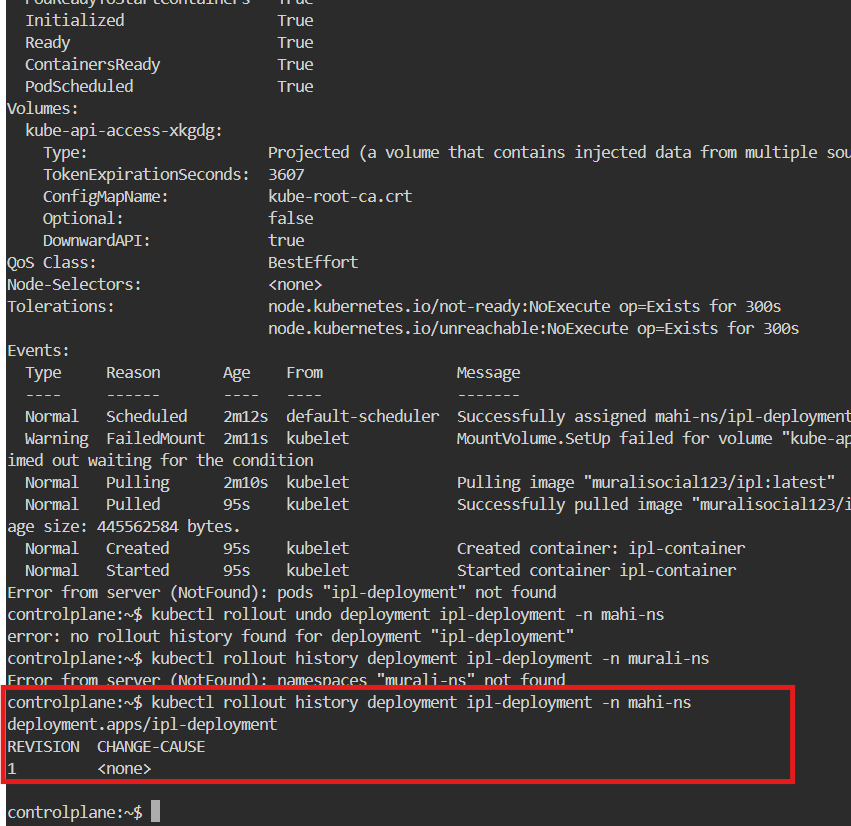 PodReadyToStartContainers   True
  Initialized                 True
  Ready                       True
  ContainersReady             True
  PodScheduled                True
Volumes:
  kube-api-access-xkgdg:
    Type:                    Projected (a volume that contains injected data from multiple sou
    TokenExpirationSeconds:  3607
    ConfigMapName:           kube-root-ca.crt
    Optional:                false
    DownwardAPI:             true
QoS Class:                   BestEffort
Node-Selectors:              <none>
Tolerations:                 node.kubernetes.io/not-ready:NoExecute op=Exists for 300s
                             node.kubernetes.io/unreachable:NoExecute op=Exists for 300s
Events:
  Type     Reason       Age    From               Message
  ----     ------       ----   ----               -------
  Normal   Scheduled    2m12s  default-scheduler  Successfully assigned mahi-ns/ipl-deployment
  Warning  FailedMount  2m11s  kubelet            MountVolume.SetUp failed for volume "kube-ap
imed out waiting for the condition
  Normal   Pulling      2m10s  kubelet            Pulling image "muralisocial123/ipl:latest"
  Normal   Pulled       95s    kubelet            Successfully pulled image "muralisocial123/i
age size: 445562584 bytes.
  Normal   Created      95s    kubelet            Created container: ipl-container
  Normal   Started      95s    kubelet            Started container ipl-container
Error from server (NotFound): pods "ipl-deployment" not found
controlplane:~$ kubectl rollout undo deployment ipl-deployment -n mahi-ns
error: no rollout history found for deployment "ipl-deployment"
controlplane:~$ kubectl rollout history deployment ipl-deployment -n murali-ns
Error from server (NotFound): namespaces "murali-ns" not found
controlplane:~$ kubectl rollout history deployment ipl-deployment -n mahi-ns
deployment.apps/ipl-deployment
REVISION  CHANGE-CAUSE
1         <none>
controlplane:~$